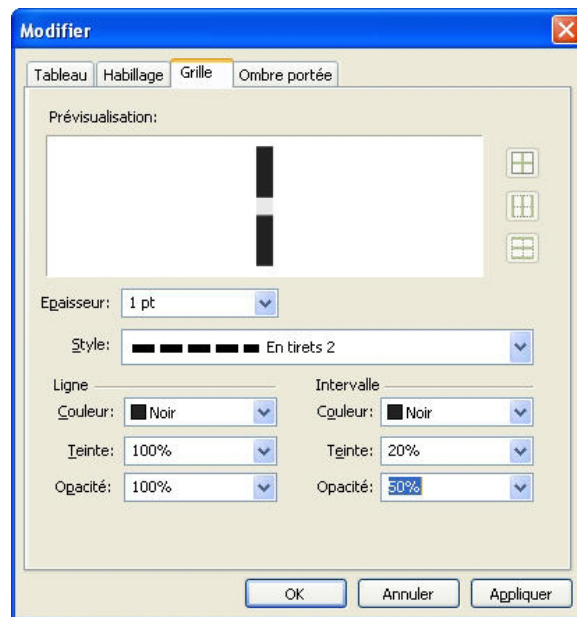 Modifier
Tableau Habillage Grille Ombre portée
Prévisualisation:
Epaisseur: 1 pt
Style: En tirets 2
Ligne Intervalle
Couleur: Noir Couleur: Noir
Teinte: 100% Teinte: 20%
Opacité: 100% Opacité: 50%
OK Annuler Appliquer